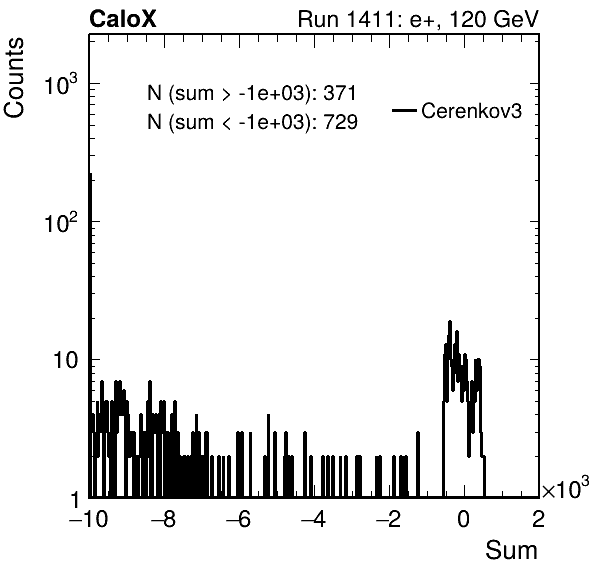 CaloX Run 1411: e+, 120 GeV
Counts
N (sum > -1e+03): 371
N (sum < -1e+03): 729
Cerenkov3
10³
10²
10
1
−10 −8 −6 −4 −2 0 2
×10³
Sum